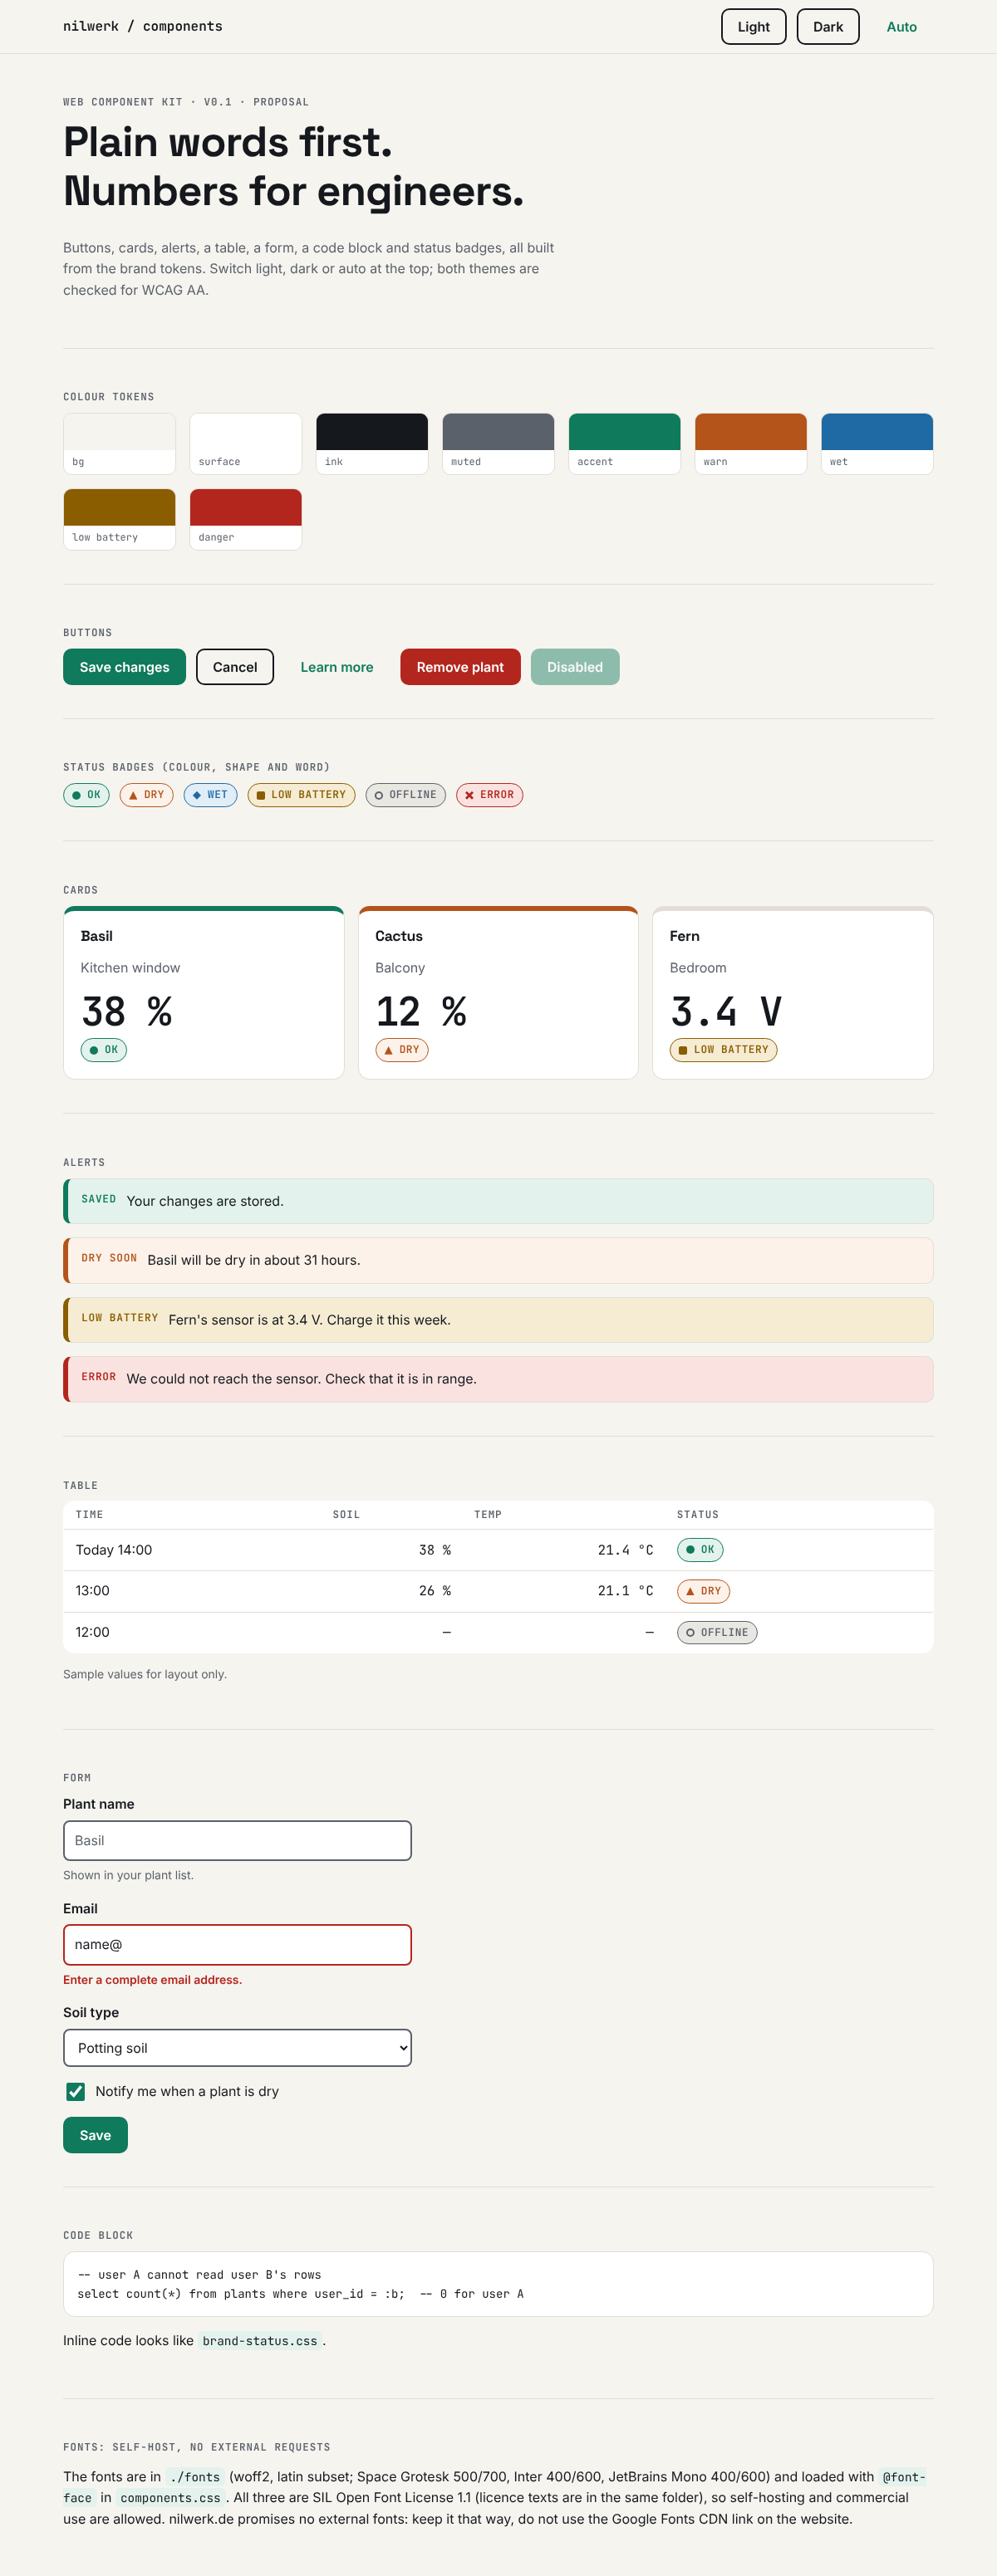 nilwerk / components
Light Dark Auto
WEB COMPONENT KIT · V0.1 · PROPOSAL
Plain words first.
Numbers for engineers.
Buttons, cards, alerts, a table, a form, a code block and status badges, all built
from the brand tokens. Switch light, dark or auto at the top; both themes are
checked for WCAG AA.
COLOUR TOKENS
bg surface ink muted accent warn wet
low battery danger
BUTTONS
Save changes Cancel Learn more Remove plant Disabled
STATUS BADGES (COLOUR, SHAPE AND WORD)
OK DRY WET LOW BATTERY OFFLINE ERROR
CARDS
Basil
Kitchen window
38 %
OK
Cactus
Balcony
12 %
DRY
Fern
Bedroom
3.4 V
LOW BATTERY
ALERTS
SAVED Your changes are stored.
DRY SOON Basil will be dry in about 31 hours.
LOW BATTERY Fern's sensor is at 3.4 V. Charge it this week.
ERROR We could not reach the sensor. Check that it is in range.
TABLE
TIME SOIL TEMP STATUS
Today 14:00 38 % 21.4 °C OK
13:00 26 % 21.1 °C DRY
12:00 — — OFFLINE
Sample values for layout only.
FORM
Plant name
Basil
Shown in your plant list.
Email
name@
Enter a complete email address.
Soil type
Potting soil
Notify me when a plant is dry
Save
CODE BLOCK
-- user A cannot read user B's rows
select count(*) from plants where user_id = :b;  -- 0 for user A
Inline code looks like brand-status.css.
FONTS: SELF-HOST, NO EXTERNAL REQUESTS
The fonts are in ./fonts (woff2, latin subset; Space Grotesk 500/700, Inter 400/600, JetBrains Mono 400/600) and loaded with @font-
face in components.css. All three are SIL Open Font License 1.1 (licence texts are in the same folder), so self-hosting and commercial
use are allowed. nilwerk.de promises no external fonts: keep it that way, do not use the Google Fonts CDN link on the website.